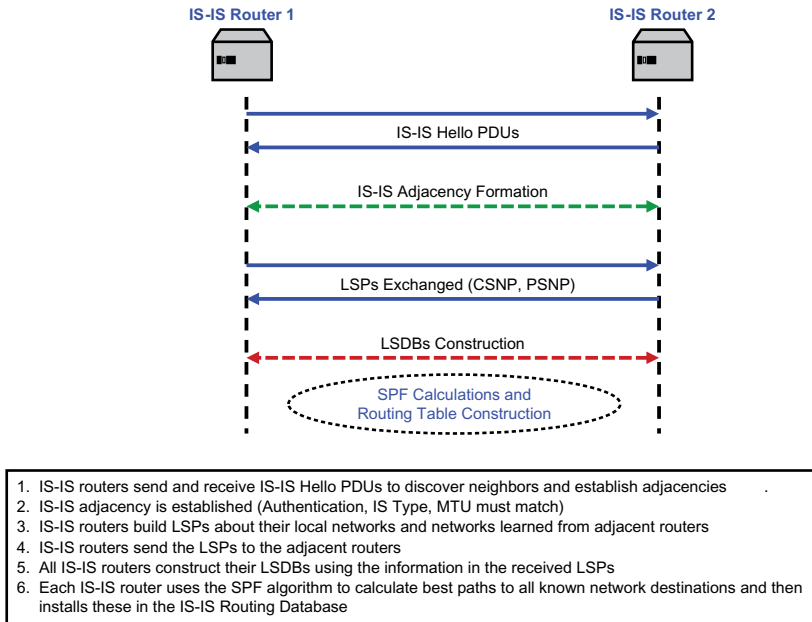 IS-IS Router 1
IS-IS Router 2
IS-IS Hello PDUs
IS-IS Adjacency Formation
LSPs Exchanged (CSNP, PSNP)
LSDBs Construction
SPF Calculations and
Routing Table Construction
1. IS-IS routers send and receive IS-IS Hello PDUs to discover neighbors and establish adjacencies .
2. IS-IS adjacency is established (Authentication, IS Type, MTU must match)
3. IS-IS routers build LSPs about their local networks and networks learned from adjacent routers
4. IS-IS routers send the LSPs to the adjacent routers
5. All IS-IS routers construct their LSDBs using the information in the received LSPs
6. Each IS-IS router uses the SPF algorithm to calculate best paths to all known network destinations and then
installs these in the IS-IS Routing Database